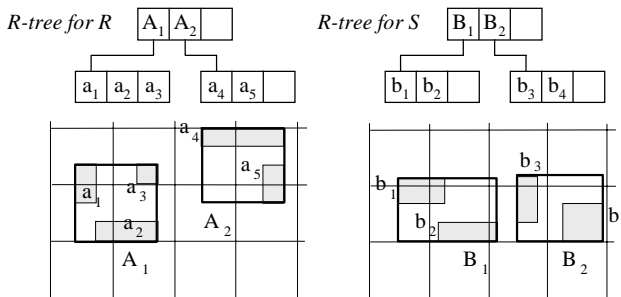 R-tree for R
A1 A2
R-tree for S
B1 B2
a1 a2 a3
a4 a5
b1 b2
b3 b4
a4
a5
a1
a3
a2
A1
A2
b3
b1
b2
b
B1
B2